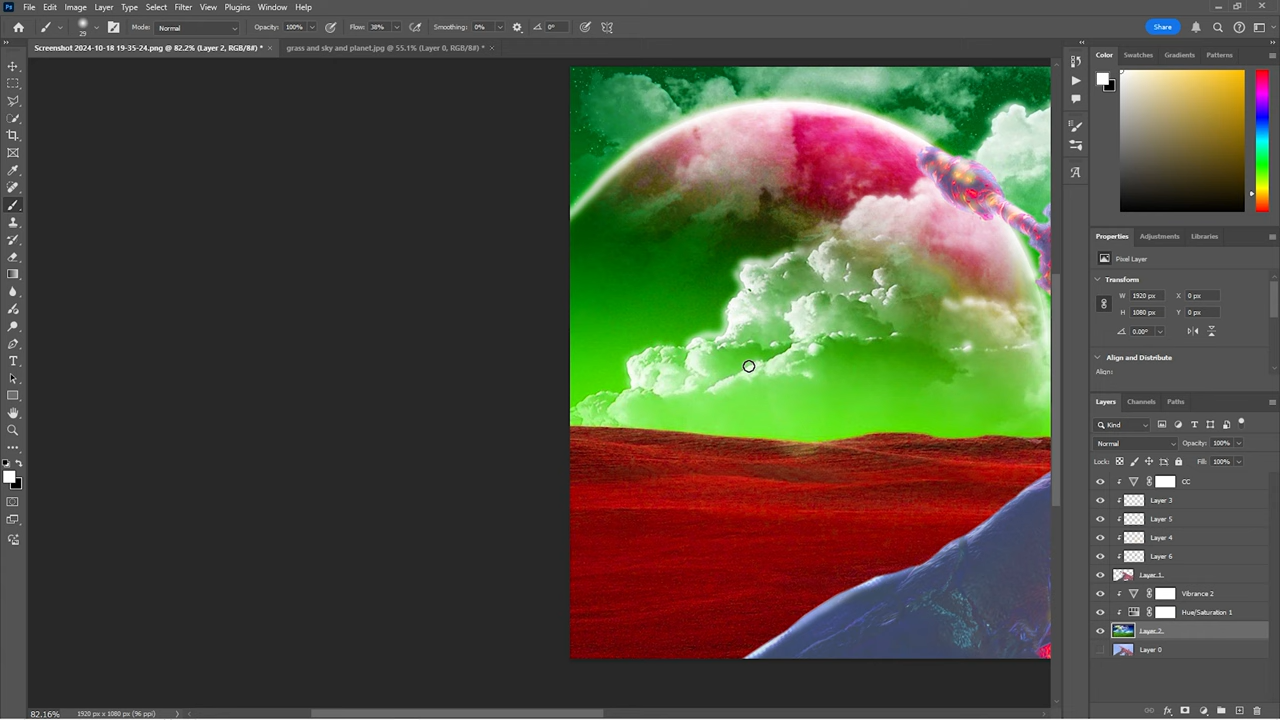 Ps File Edit Image Layer Type Select Filter View Plugins Window Help
29 Mode: Normal Opacity: 100% Flow: 38% Smoothing: 0% 0° Share
Screenshot 2024-10-18 19-35-24.png @ 82.2% (Layer 2, RGB/8#) * × grass and sky and planet.jpg @ 55.1% (Layer 0, RGB/8#) * ×
Color Swatches Gradients Patterns
Properties Adjustments Libraries
Pixel Layer
Transform
W 1920 px X 0 px
H 1080 px Y 0 px
0.00°
Align and Distribute
Align:
Layers Channels Paths
Kind
Normal Opacity: 100%
Lock: Fill: 100%
CC
Layer 3
Layer 5
Layer 4
Layer 6
Layer 1
Vibrance 2
Hue/Saturation 1
Layer 2
Layer 0
82.16% 1920 px x 1080 px (96 ppi)